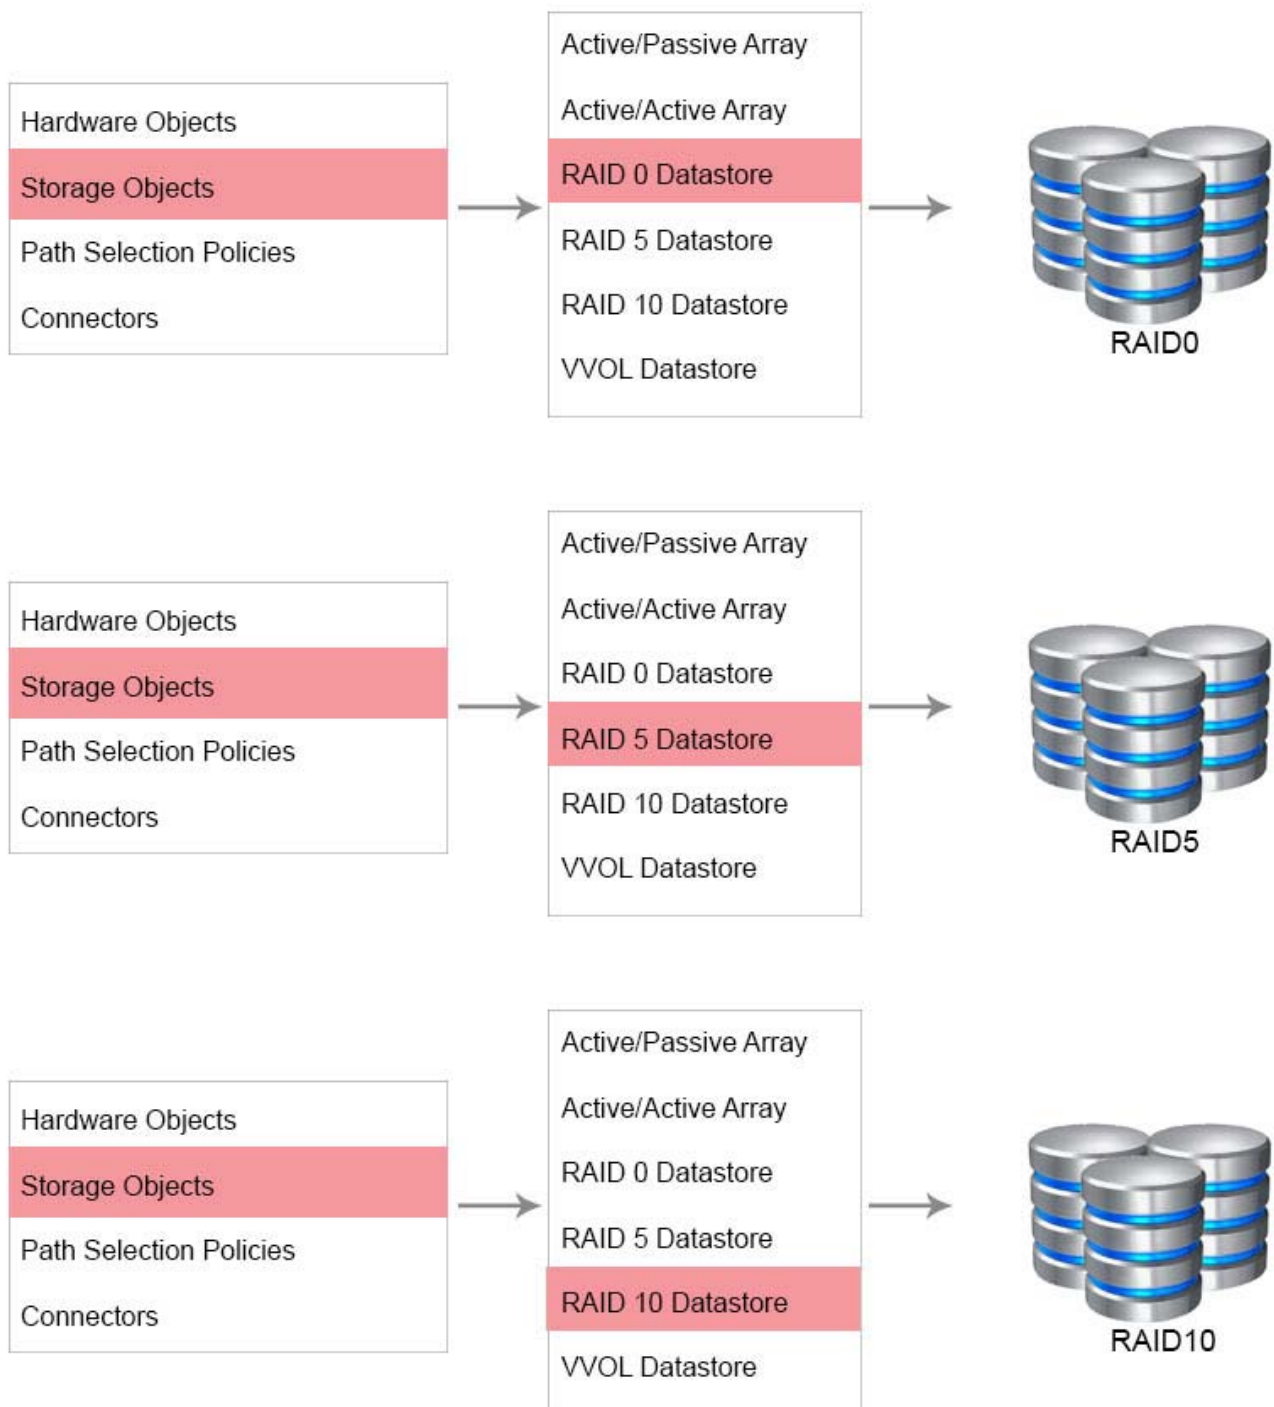 Hardware Objects
Storage Objects
Path Selection Policies
Connectors
Active/Passive Array
Active/Active Array
RAID 0 Datastore
RAID 5 Datastore
RAID 10 Datastore
VVOL Datastore
RAID0
Hardware Objects
Storage Objects
Path Selection Policies
Connectors
Active/Passive Array
Active/Active Array
RAID 0 Datastore
RAID 5 Datastore
RAID 10 Datastore
VVOL Datastore
RAID5
Hardware Objects
Storage Objects
Path Selection Policies
Connectors
Active/Passive Array
Active/Active Array
RAID 0 Datastore
RAID 5 Datastore
RAID 10 Datastore
VVOL Datastore
RAID10